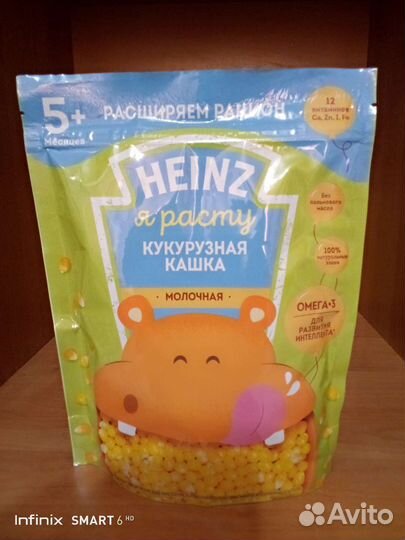 5+
Месяцев
РАСШИРЯЕМ РАЦИОН
12
витаминов
Ca, Zn, I, Fe
HEINZ
я расту
КУКУРУЗНАЯ
КАШКА
МОЛОЧНАЯ
Без
пальмового
масла
100%
натуральные
злаки
ОМЕГА-3
ДЛЯ
РАЗВИТИЯ
ИНТЕЛЛЕКТА*
Infinix SMART 6 HD
Avito